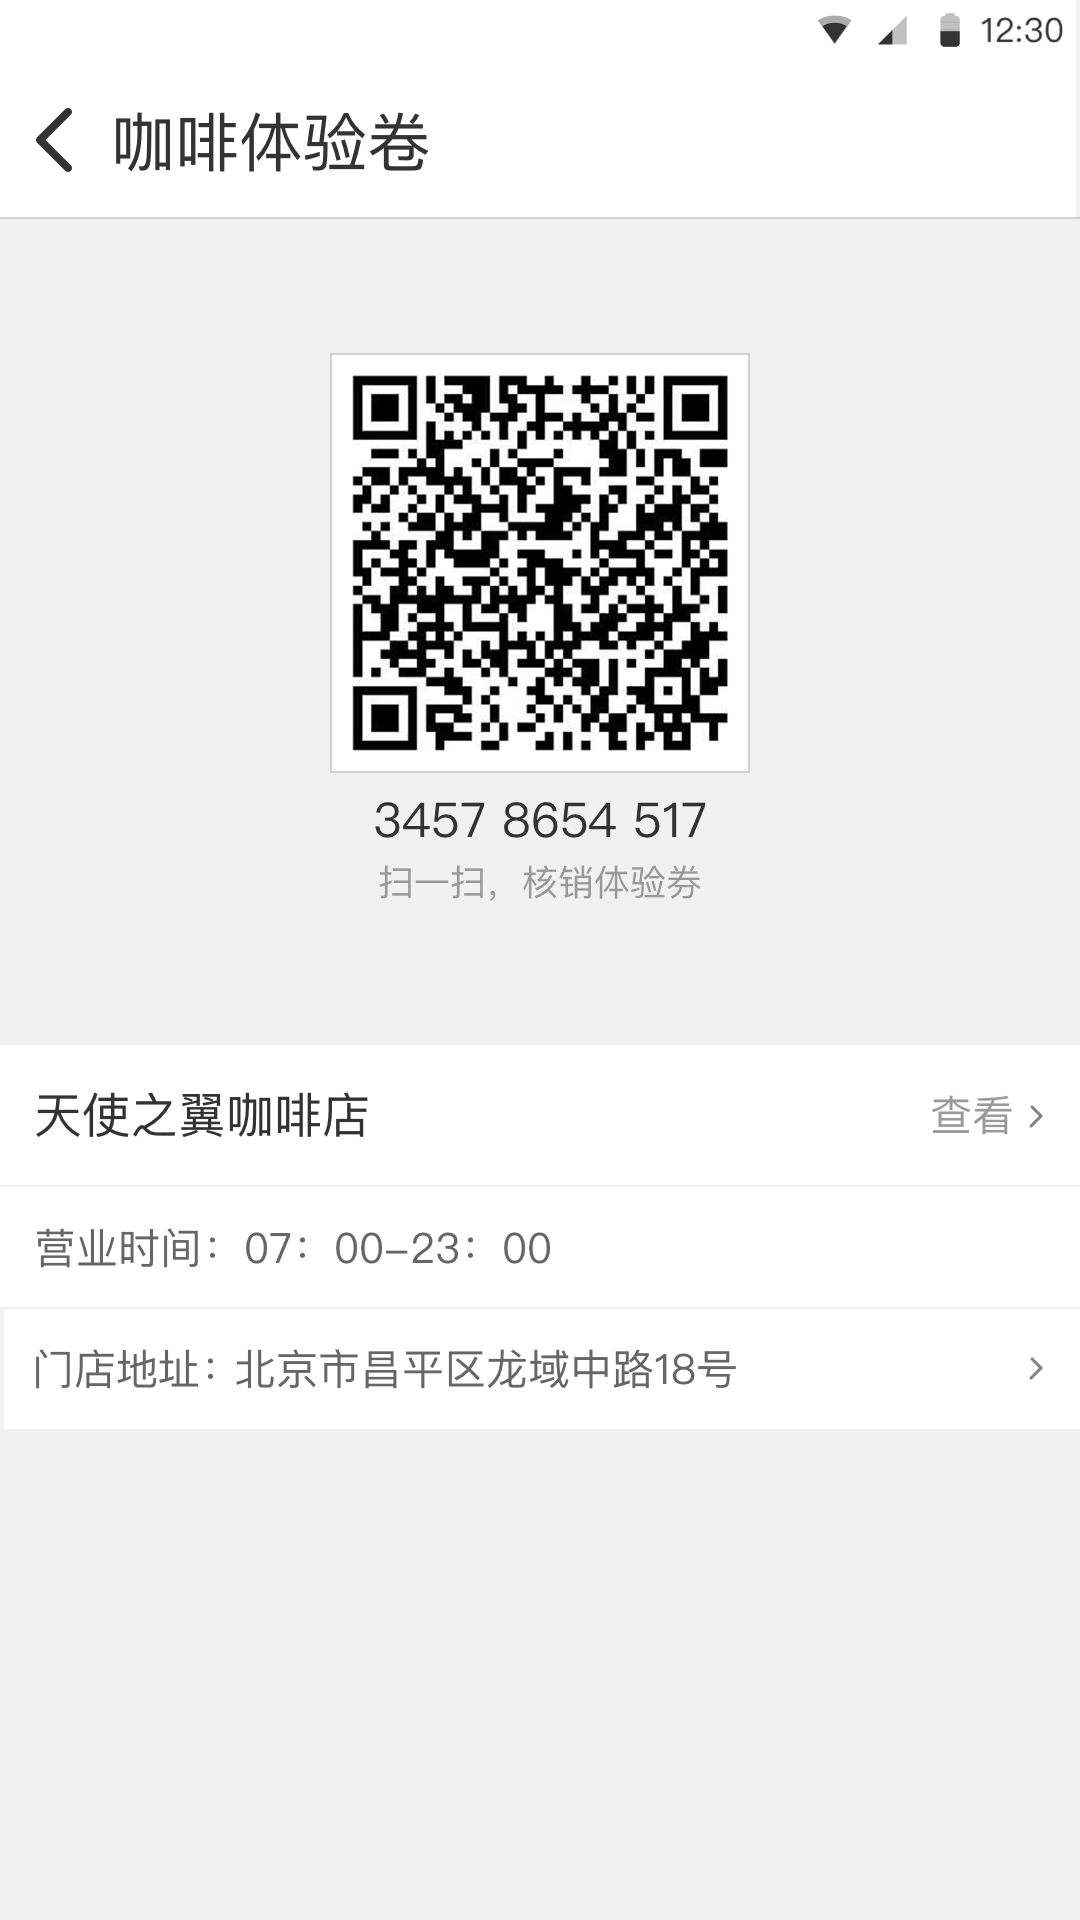 12:30
咖啡体验卷
3457 8654 517
扫一扫，核销体验券
天使之翼咖啡店 查看
营业时间：07：00–23：00
门店地址：北京市昌平区龙域中路18号